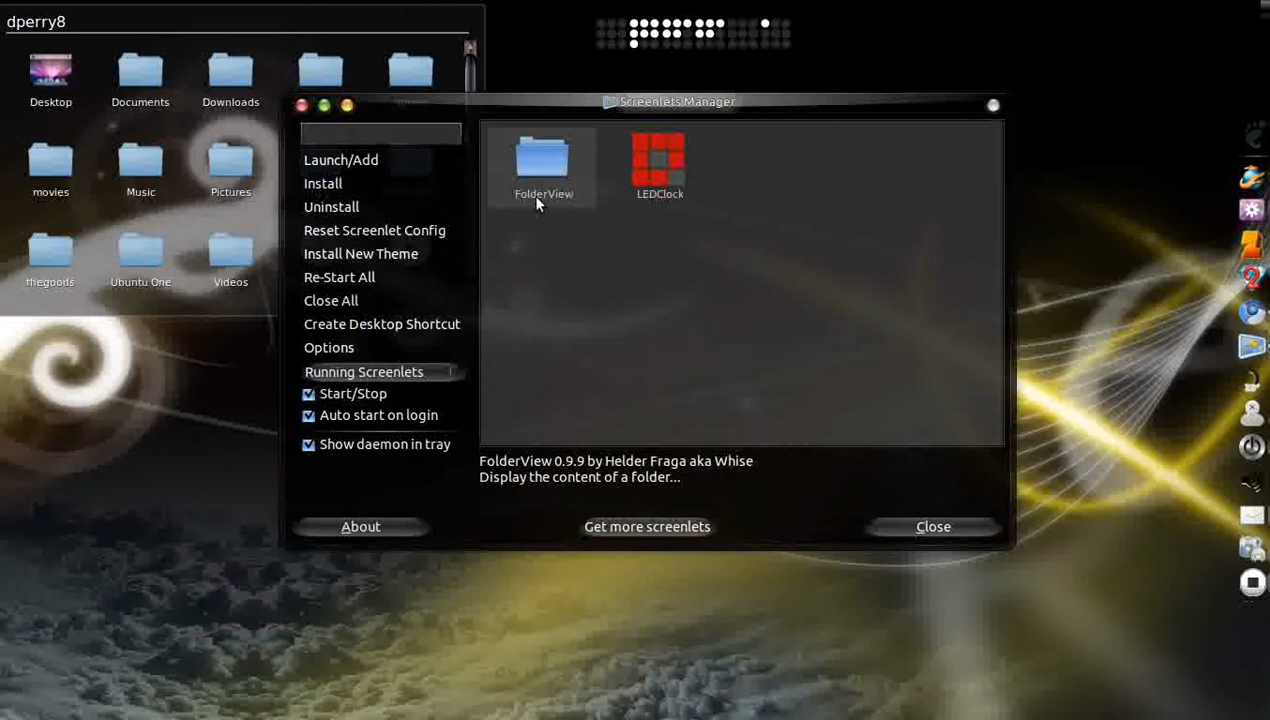 dperry8
Desktop
Documents
Downloads
movies
Music
Pictures
thegoods
Ubuntu One
Videos
Screenlets Manager
Launch/Add
Install
Uninstall
Reset Screenlet Config
Install New Theme
Re-Start All
Close All
Create Desktop Shortcut
Options
Running Screenlets
Start/Stop
Auto start on login
Show daemon in tray
FolderView
LEDClock
FolderView 0.9.9 by Helder Fraga aka Whise
Display the content of a folder...
About
Get more screenlets
Close